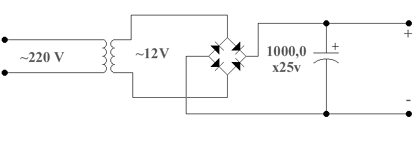 ~220 V
~12V
1000,0
x25v
+
+
-